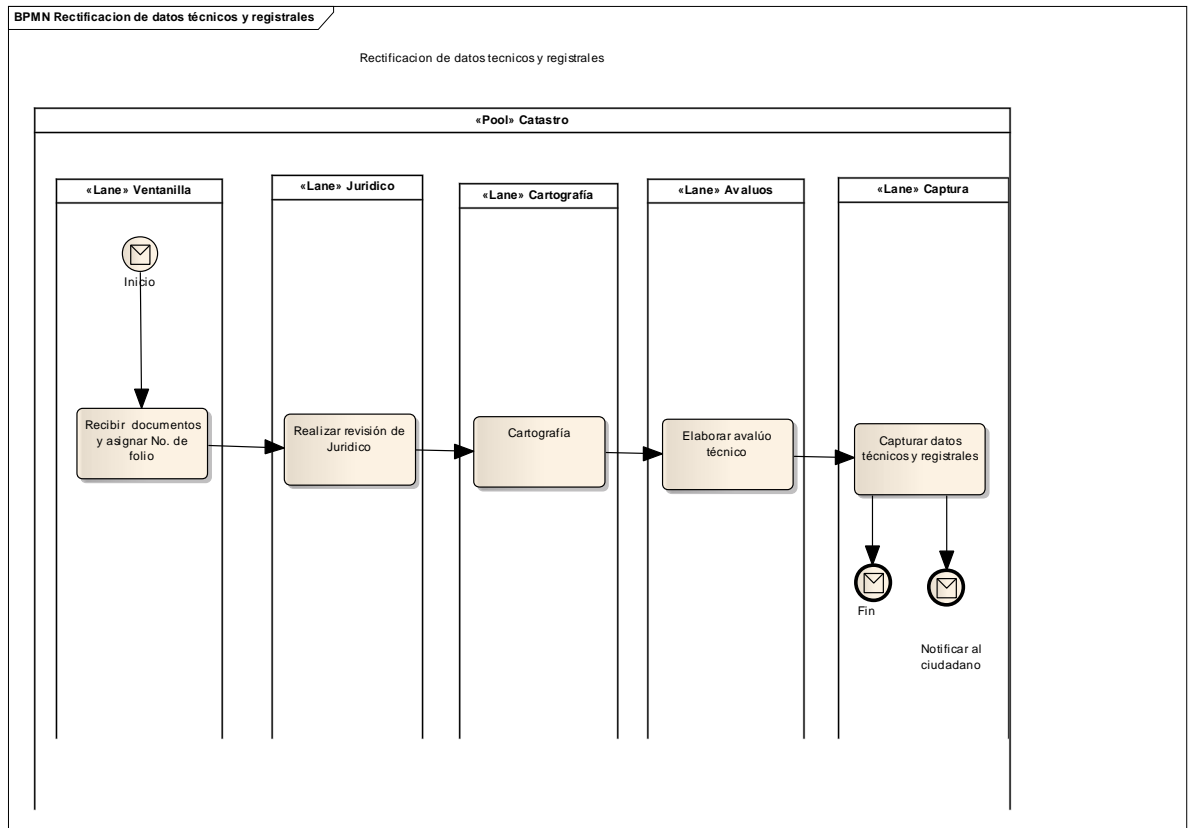 BPMN Rectificacion de datos técnicos y registrales
Rectificacion de datos tecnicos y registrales
«Pool» Catastro
«Lane» Ventanilla
«Lane» Juridico
«Lane» Cartografía
«Lane» Avaluos
«Lane» Captura
Inicio
Recibir documentos
y asignar No. de
folio
Realizar revisión de
Juridico
Cartografía
Elaborar avalúo
técnico
Capturar datos
técnicos y registrales
Fin
Notificar al
ciudadano